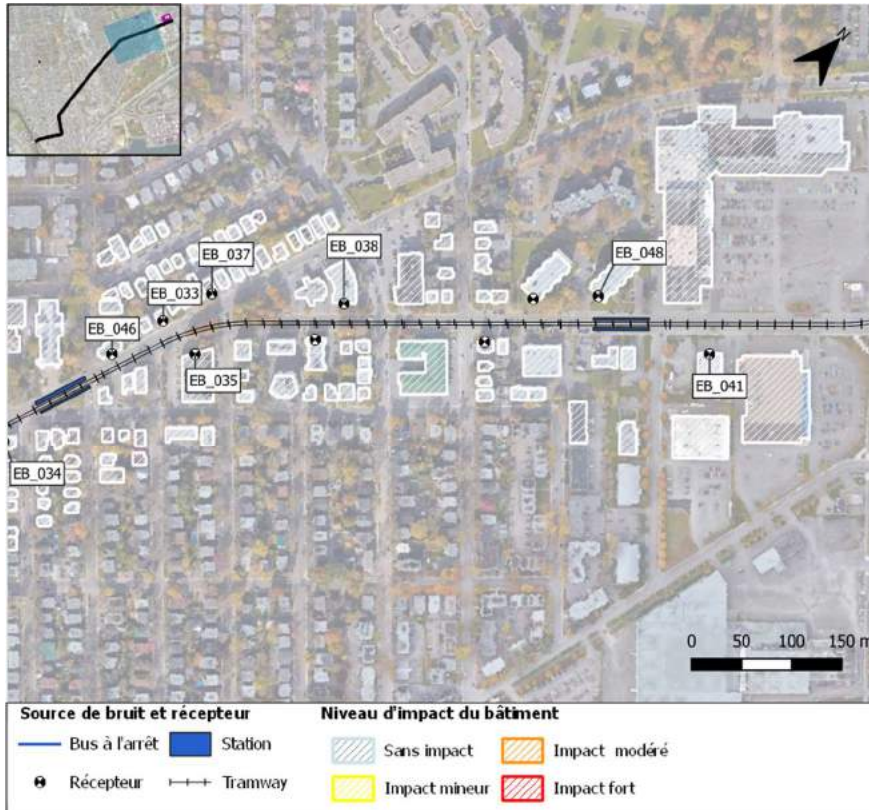 N
EB_038
EB_037
EB_048
EB_033
EB_046
EB_035
EB_041
EB_034
0 50 100 150 m
Source de bruit et récepteur
Niveau d'impact du bâtiment
Bus à l'arrêt
Station
Sans impact
Impact modéré
Récepteur
Tramway
Impact mineur
Impact fort